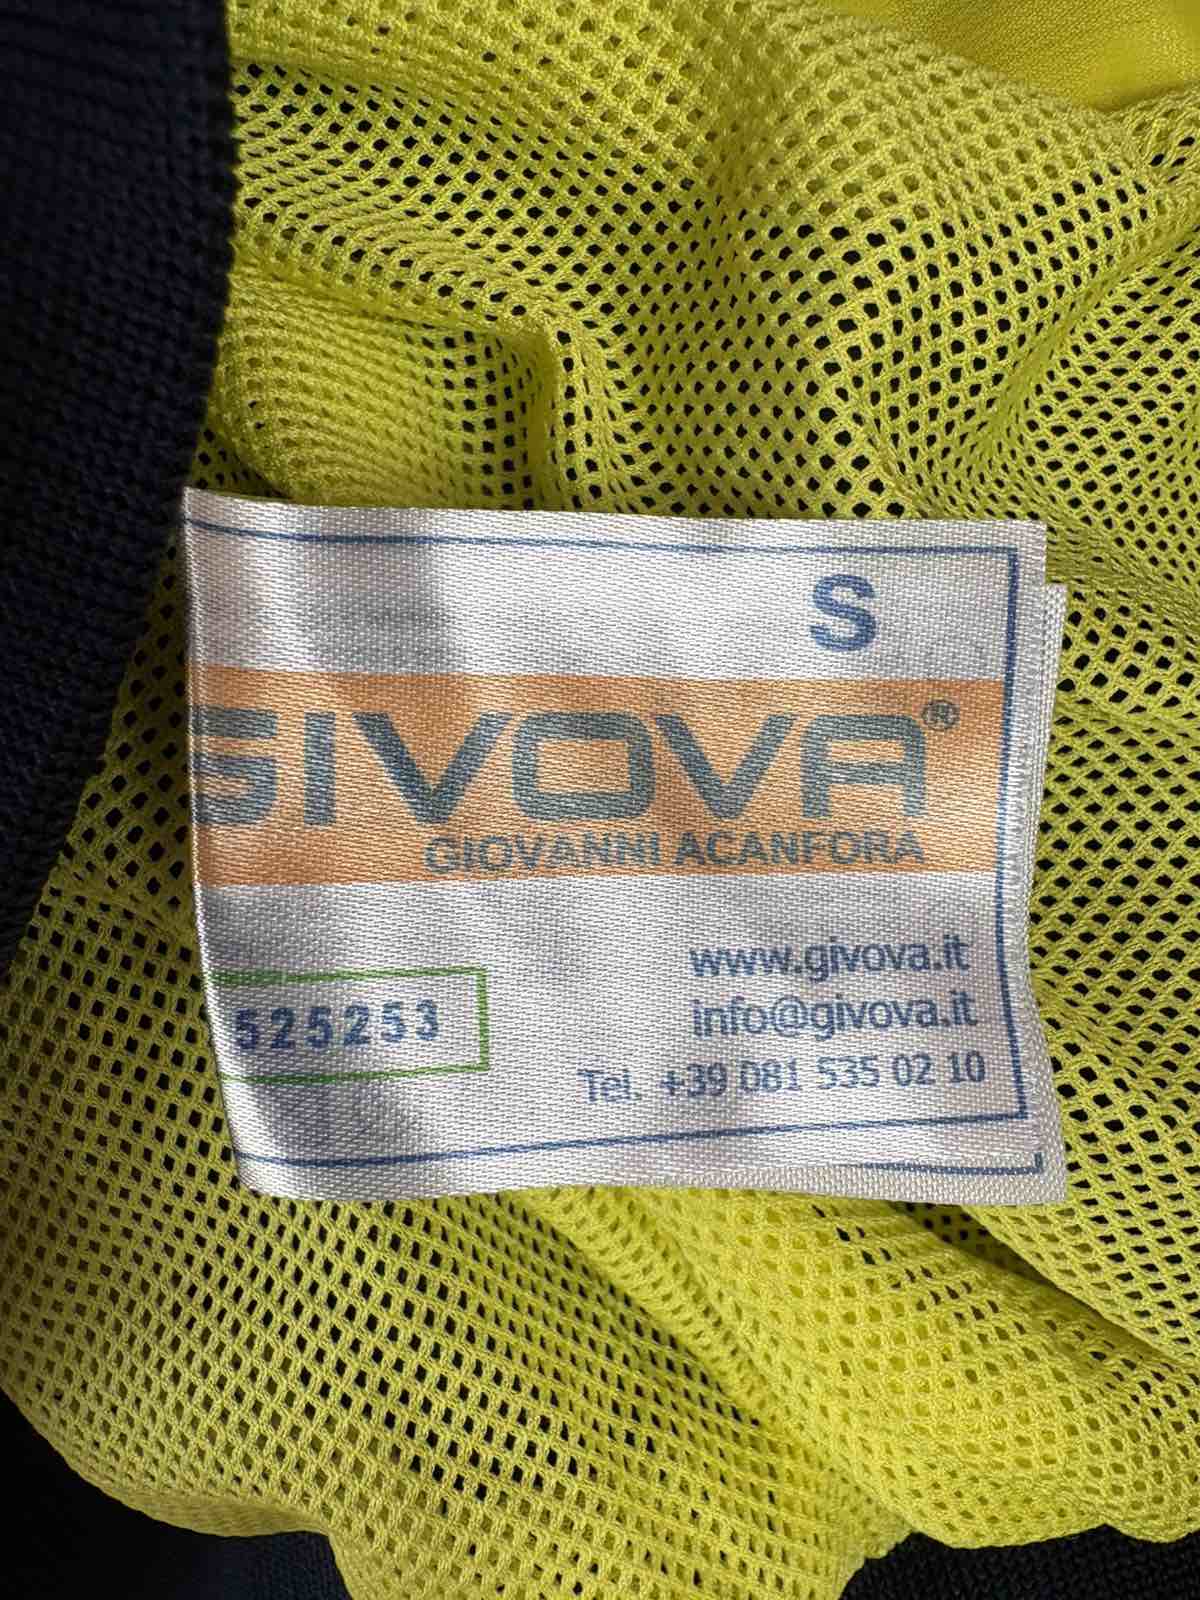 S
GIVOVA®
GIOVANNI ACANFORA
www.givova.it
525253
info@givova.it
Tel. +39 081 535 02 10